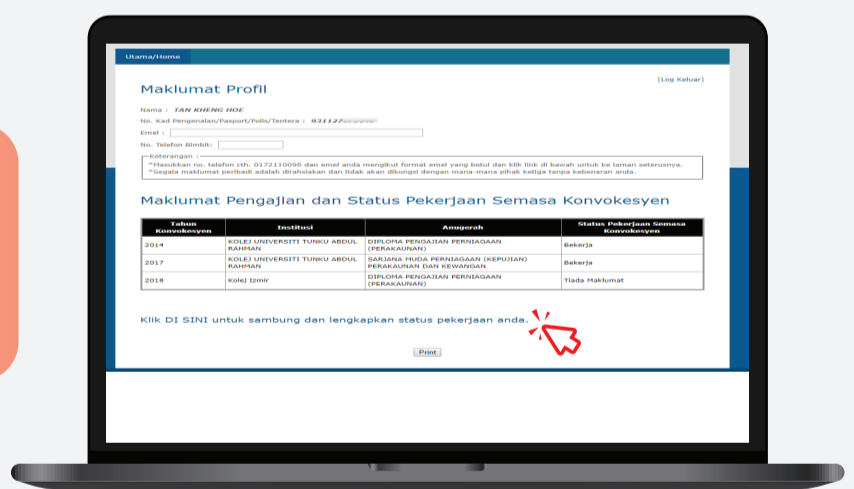 Utama/Home
[Log Keluar]
Maklumat Profil
Nama : TAN KHENG HOE
No. Kad Pengenalan/Pasport/Polis/Tentera : 931127
Emel :
No. Telefon Bimbit:
Keterangan :
*Masukkan no. telefon cth. 0172110096 dan emel anda mengikut format emel yang betul dan klik link di bawah untuk ke laman seterusnya.
*Segala maklumat peribadi adalah dirahsiakan dan tidak akan dikongsi dengan mana-mana pihak ketiga tanpa kebenaran anda.
Maklumat Pengajian dan Status Pekerjaan Semasa Konvokesyen
Tahun Konvokesyen Institusi Anugerah Status Pekerjaan Semasa Konvokesyen
2014 KOLEJ UNIVERSITI TUNKU ABDUL RAHMAN DIPLOMA PENGAJIAN PERNIAGAAN (PERAKAUNAN) Bekerja
2017 KOLEJ UNIVERSITI TUNKU ABDUL RAHMAN SARJANA MUDA PERNIAGAAN (KEPUJIAN) PERAKAUNAN DAN KEWANGAN Bekerja
2018 Kolej Izmir DIPLOMA PENGAJIAN PERNIAGAAN (PERAKAUNAN) Tiada Maklumat
Klik DI SINI untuk sambung dan lengkapkan status pekerjaan anda.
Print